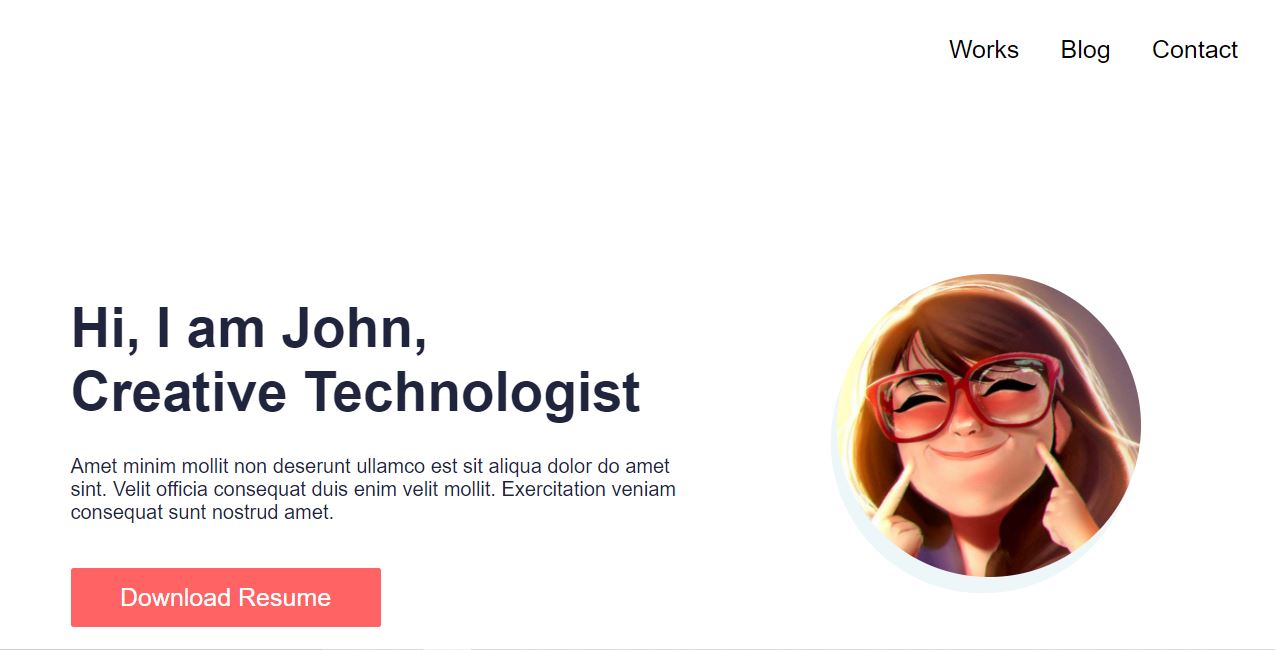 Works Blog Contact
Hi, I am John,
Creative Technologist
Amet minim mollit non deserunt ullamco est sit aliqua dolor do amet
sint. Velit officia consequat duis enim velit mollit. Exercitation veniam
consequat sunt nostrud amet.
Download Resume